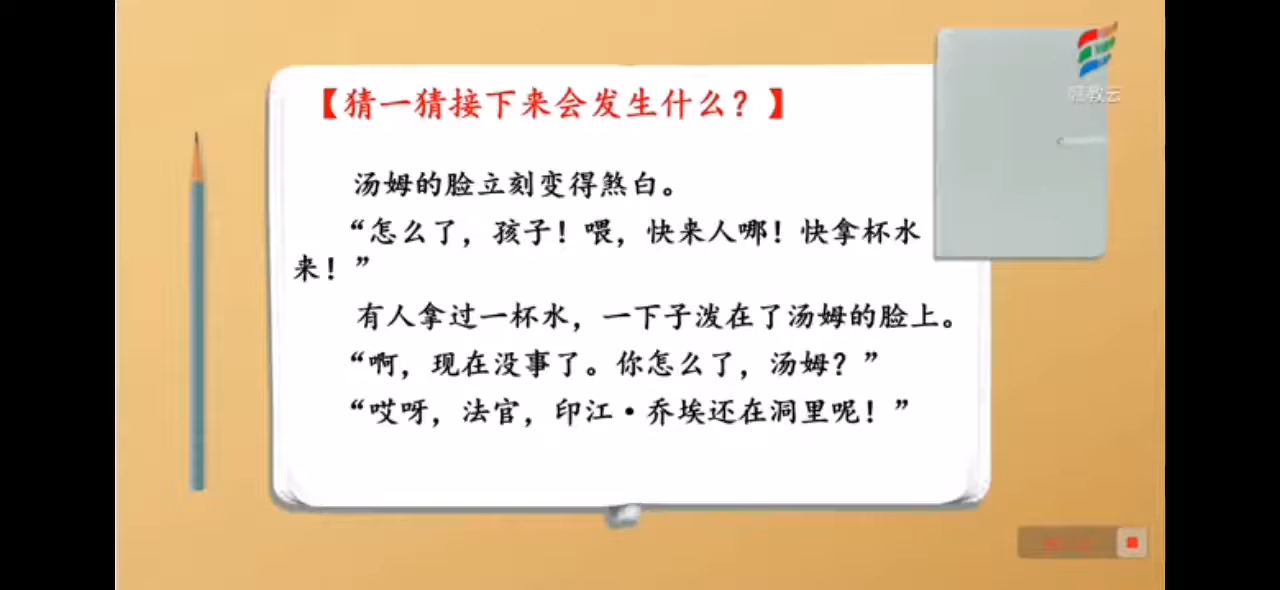 【猜一猜接下来会发生什么？】
汤姆的脸立刻变得煞白。
“怎么了，孩子！喂，快来人哪！快拿杯水
来！”
有人拿过一杯水，一下子泼在了汤姆的脸上。
“啊，现在没事了。你怎么了，汤姆？”
“哎呀，法官，印江·乔埃还在洞里呢！”